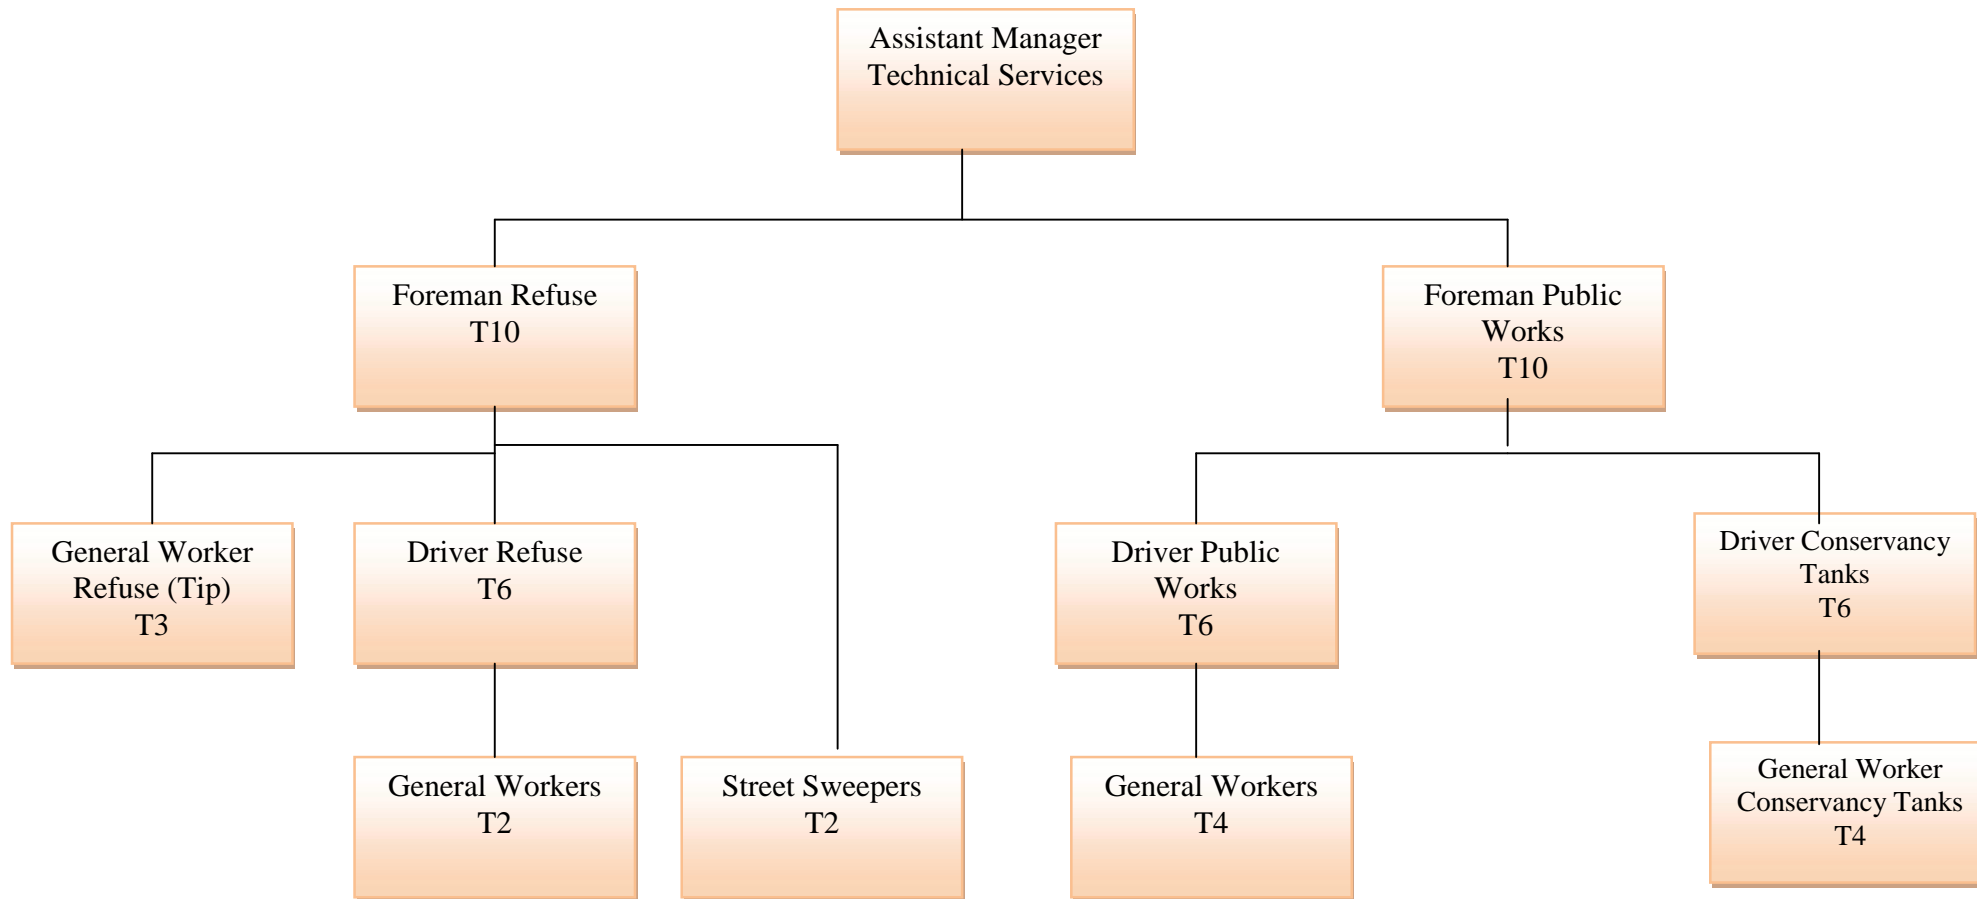 Assistant Manager
Technical Services
Foreman Refuse
T10
Foreman Public
Works
T10
General Worker
Refuse (Tip)
T3
Driver Refuse
T6
Driver Public
Works
T6
Driver Conservancy
Tanks
T6
General Workers
T2
Street Sweepers
T2
General Workers
T4
General Worker
Conservancy Tanks
T4